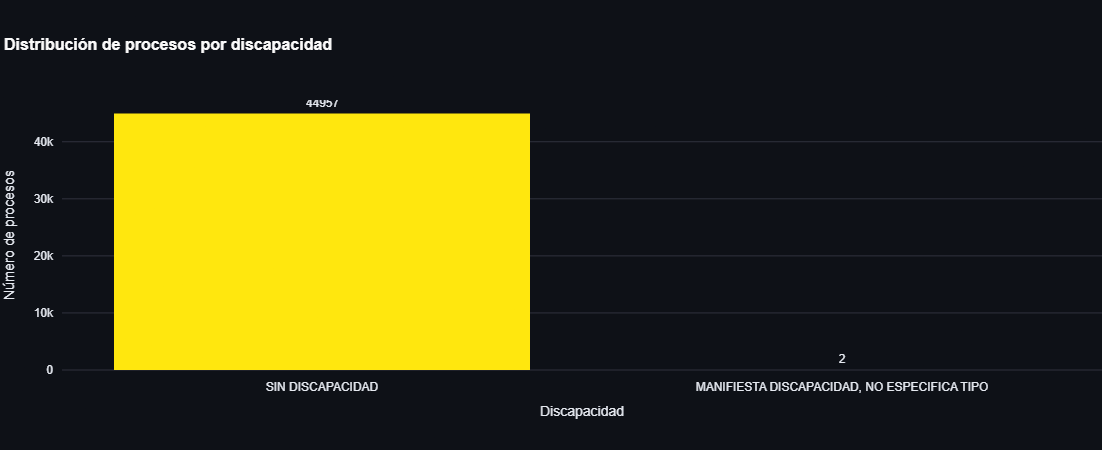 Distribución de procesos por discapacidad
44957
40k
30k
20k
10k
0
2
Número de procesos
SIN DISCAPACIDAD
MANIFIESTA DISCAPACIDAD, NO ESPECIFICA TIPO
Discapacidad